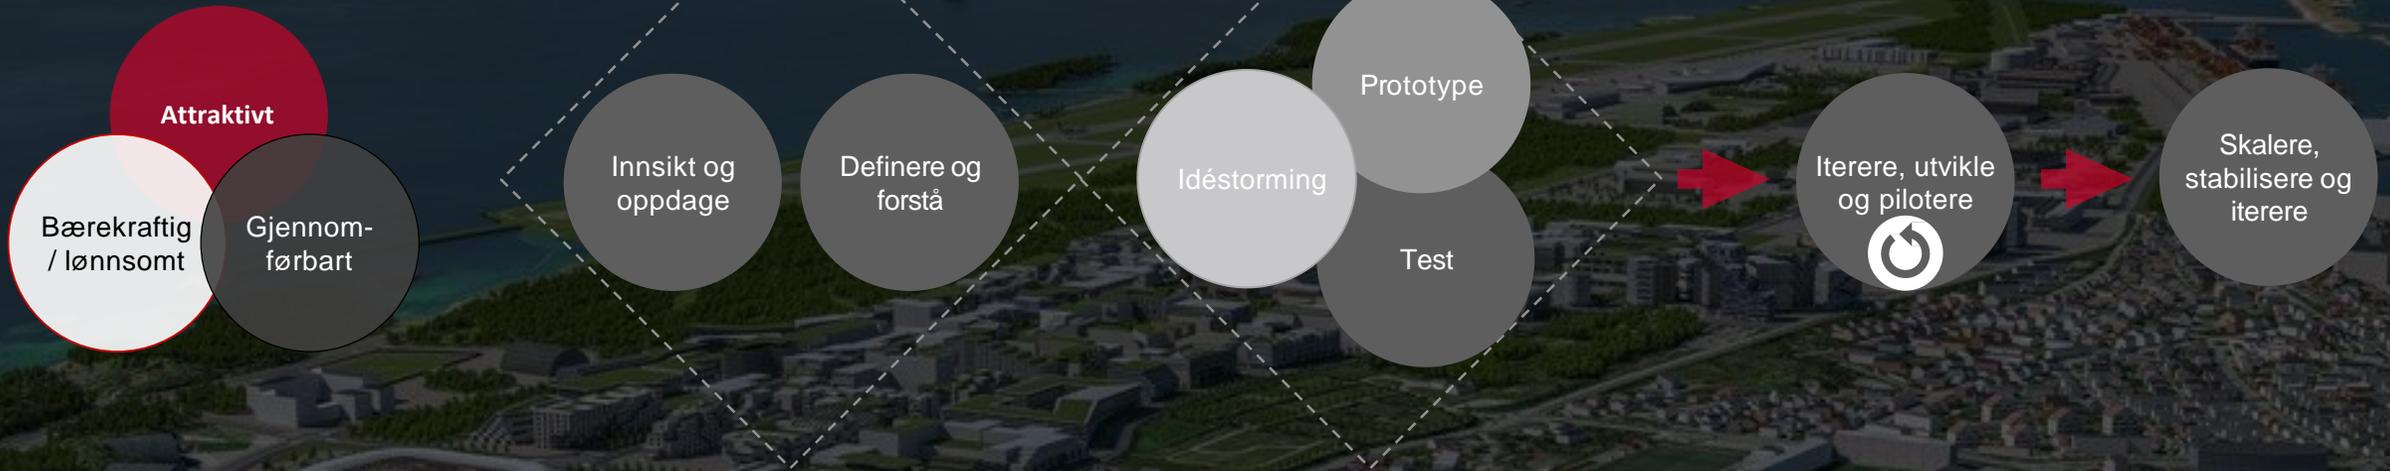 Attraktivt
Bærekraftig
/ lønnsomt
Gjennom-
førbart
Innsikt og
oppdage
Definere og
forstå
Idéstorming
Prototype
Test
Iterere, utvikle
og pilotere
Skalere,
stabilisere og
iterere